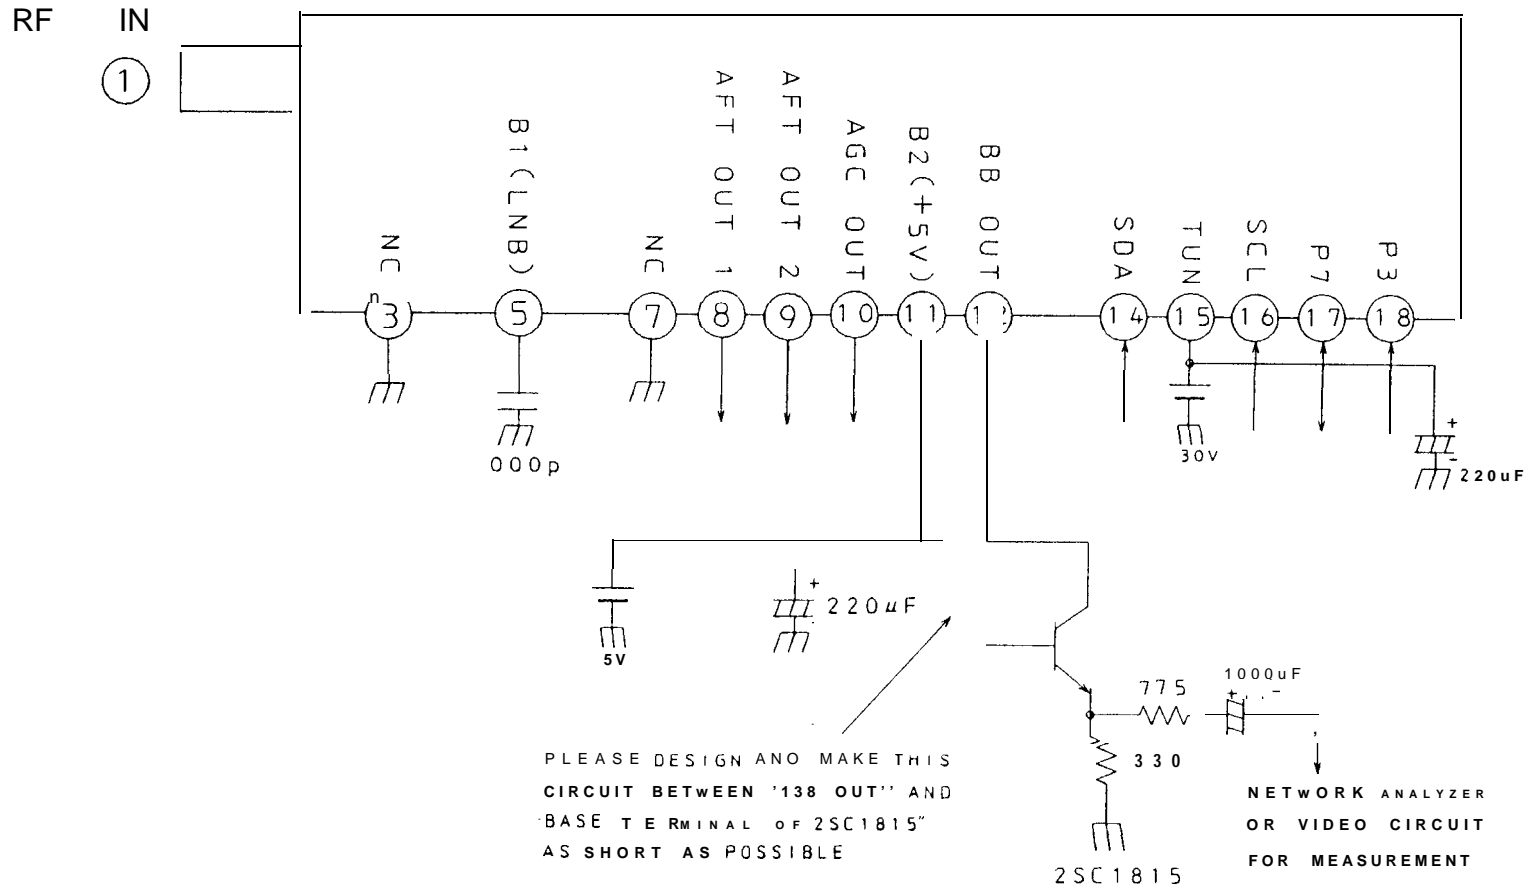 RF IN
1
NC
B1(LNB)
NC
AFT OUT 1
AFT OUT 2
AGC OUT
B2(+5V)
BB OUT
SDA
TUN
SCL
P7
P3
n
3
5
7
8
9
10
11
14
15
16
17
18
000p
30V
+
-
220uF
5V
+
220µF
775
1000uF
+ -
330
2SC1815
PLEASE DESIGN ANO MAKE THIS
CIRCUIT BETwEEN '138 OUT'' AND
BASE TERMINAL OF 2SC1815"
AS SHORT AS POSSIBLE
NETwORK ANALYZER
OR VIDEO CIRCUIT
FOR MEASUREMENT